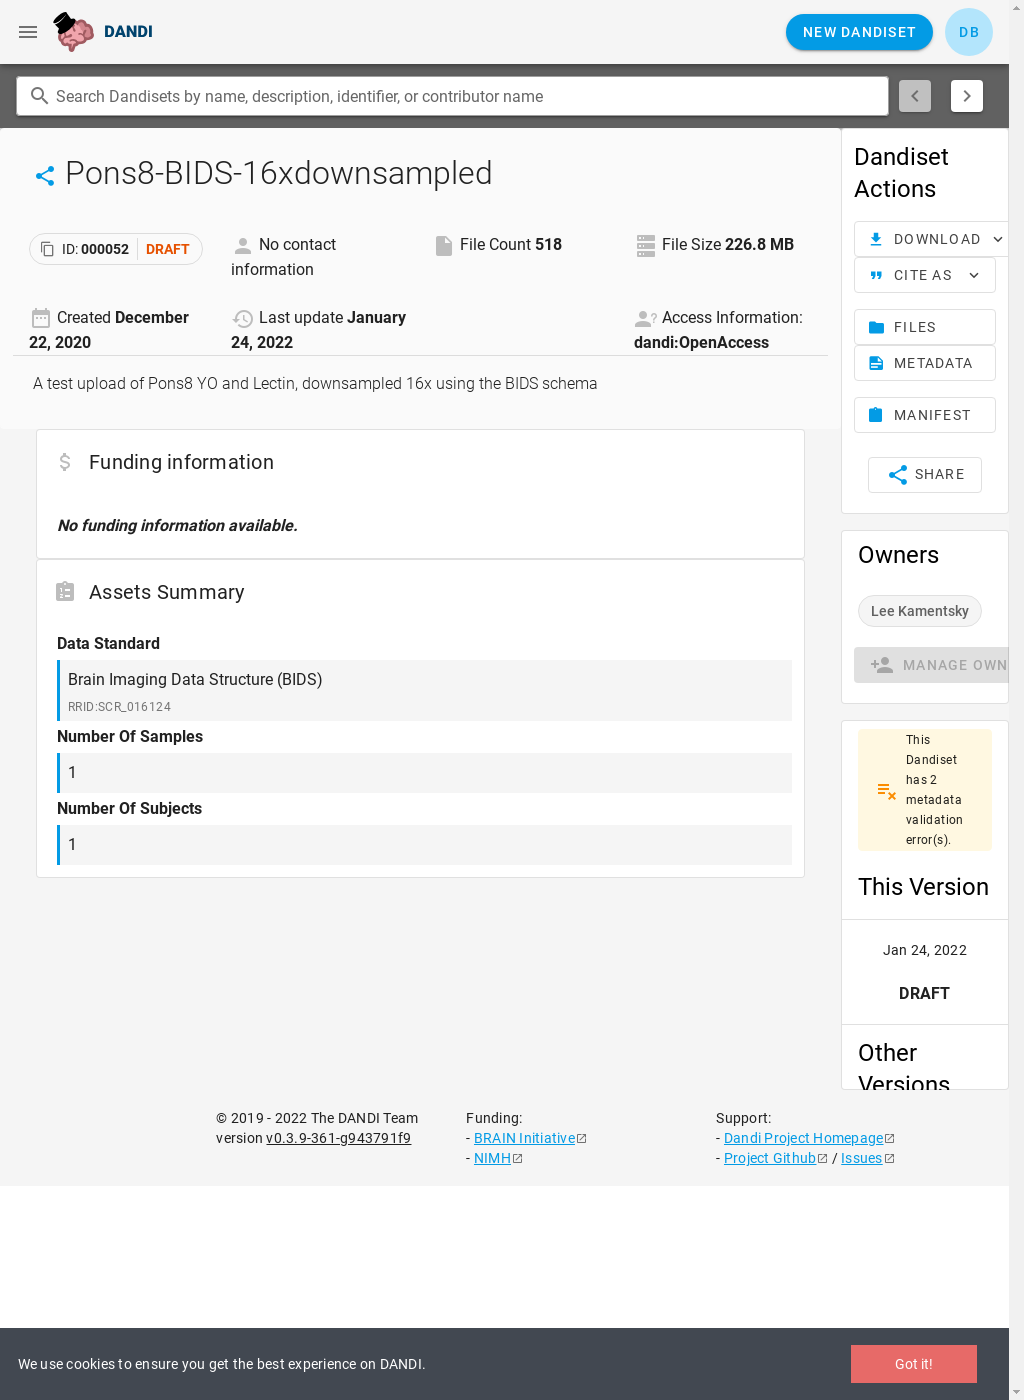 DANDI
NEW DANDISET
DB
Search Dandisets by name, description, identifier, or contributor name
Pons8-BIDS-16xdownsampled
ID: 000052 DRAFT
No contact
information
File Count 518
File Size 226.8 MB
Created December
22, 2020
Last update January
24, 2022
Access Information:
dandi:OpenAccess
A test upload of Pons8 YO and Lectin, downsampled 16x using the BIDS schema
Funding information
No funding information available.
Assets Summary
Data Standard
Brain Imaging Data Structure (BIDS)
RRID:SCR_016124
Number Of Samples
1
Number Of Subjects
1
Dandiset
Actions
DOWNLOAD
CITE AS
FILES
METADATA
MANIFEST
SHARE
Owners
Lee Kamentsky
MANAGE OWN
This
Dandiset
has 2
metadata
validation
error(s).
This Version
Jan 24, 2022
DRAFT
Other
Versions
© 2019 - 2022 The DANDI Team
version v0.3.9-361-g943791f9
Funding:
- BRAIN Initiative
- NIMH
Support:
- Dandi Project Homepage
- Project Github / Issues
We use cookies to ensure you get the best experience on DANDI.
Got it!